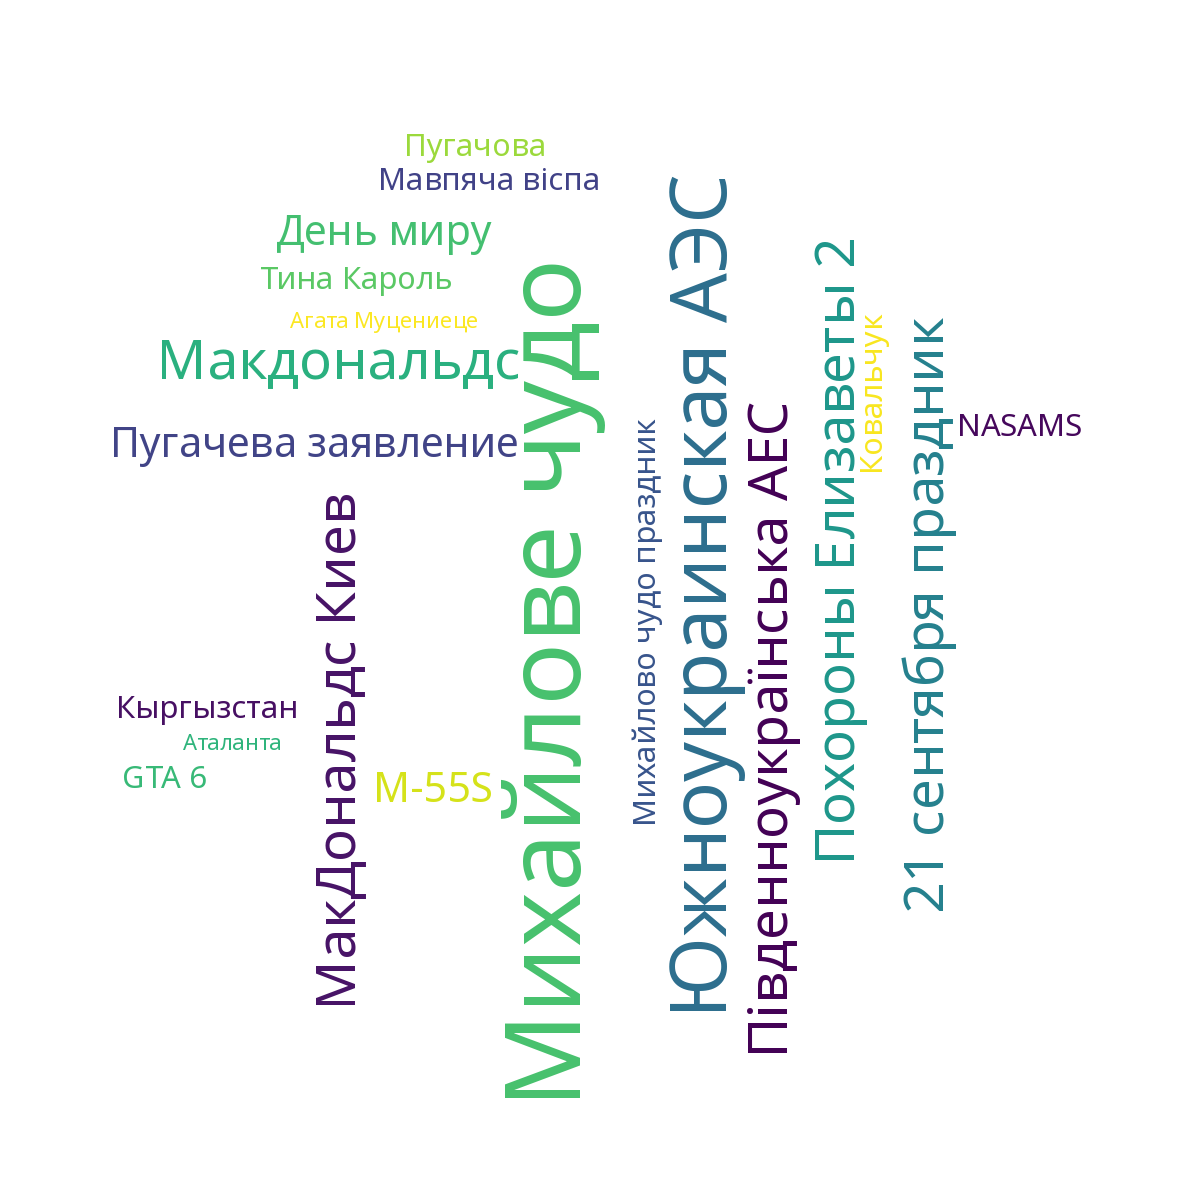 Пугачова
Мавпяча віспа
День миру
Тина Кароль
Агата Муцениеце
Макдональдс
Пугачева заявление
МакДональдс Киев
Кыргызстан
Аталанта
GTA 6
M-55S
Михайлове чудо
Михайлово чудо праздник
Южноукраинская АЭС
Південноукраїнська АЕС
Похороны Елизаветы 2
Ковальчук
21 сентября праздник
NASAMS